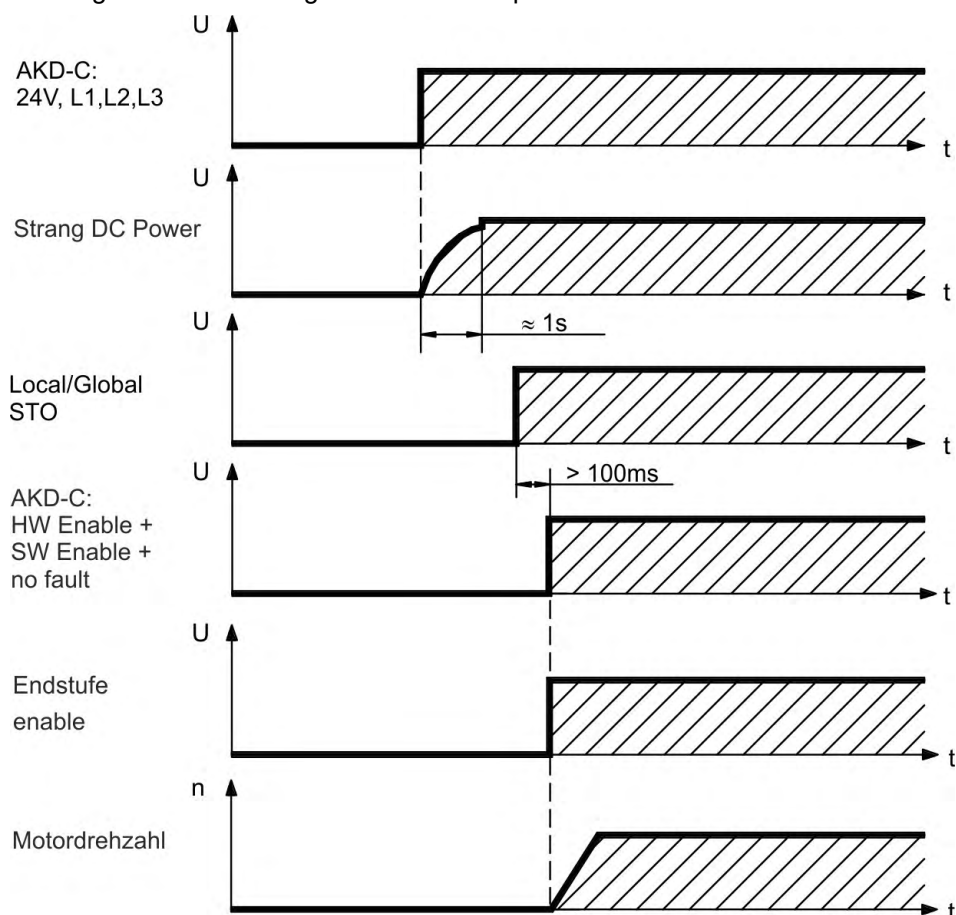 U
AKD-C:
24V, L1,L2,L3
t
U
Strang DC Power
t
≈ 1s
U
Local/Global
STO
t
> 100ms
U
AKD-C:
HW Enable +
SW Enable +
no fault
t
U
Endstufe
enable
t
n
Motordrehzahl
t